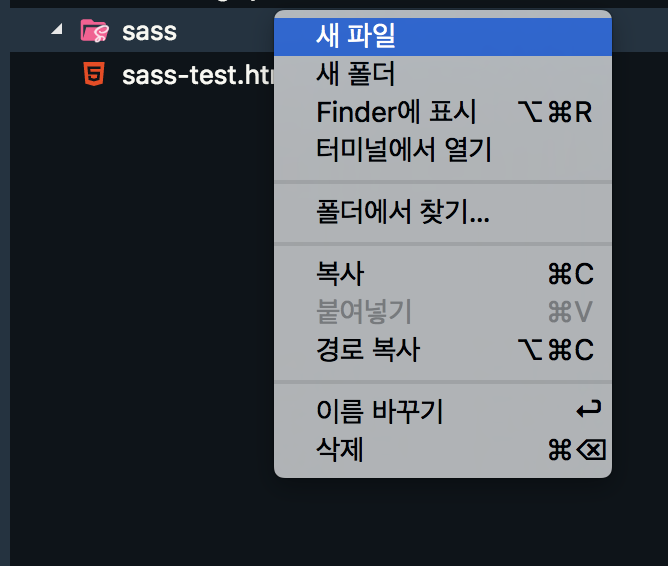 sass
sass-test.htm
새 파일
새 폴더
Finder에 표시 ⌥⌘R
터미널에서 열기
폴더에서 찾기...
복사 ⌘C
붙여넣기 ⌘V
경로 복사 ⌥⌘C
이름 바꾸기 ↩
삭제 ⌘⌫